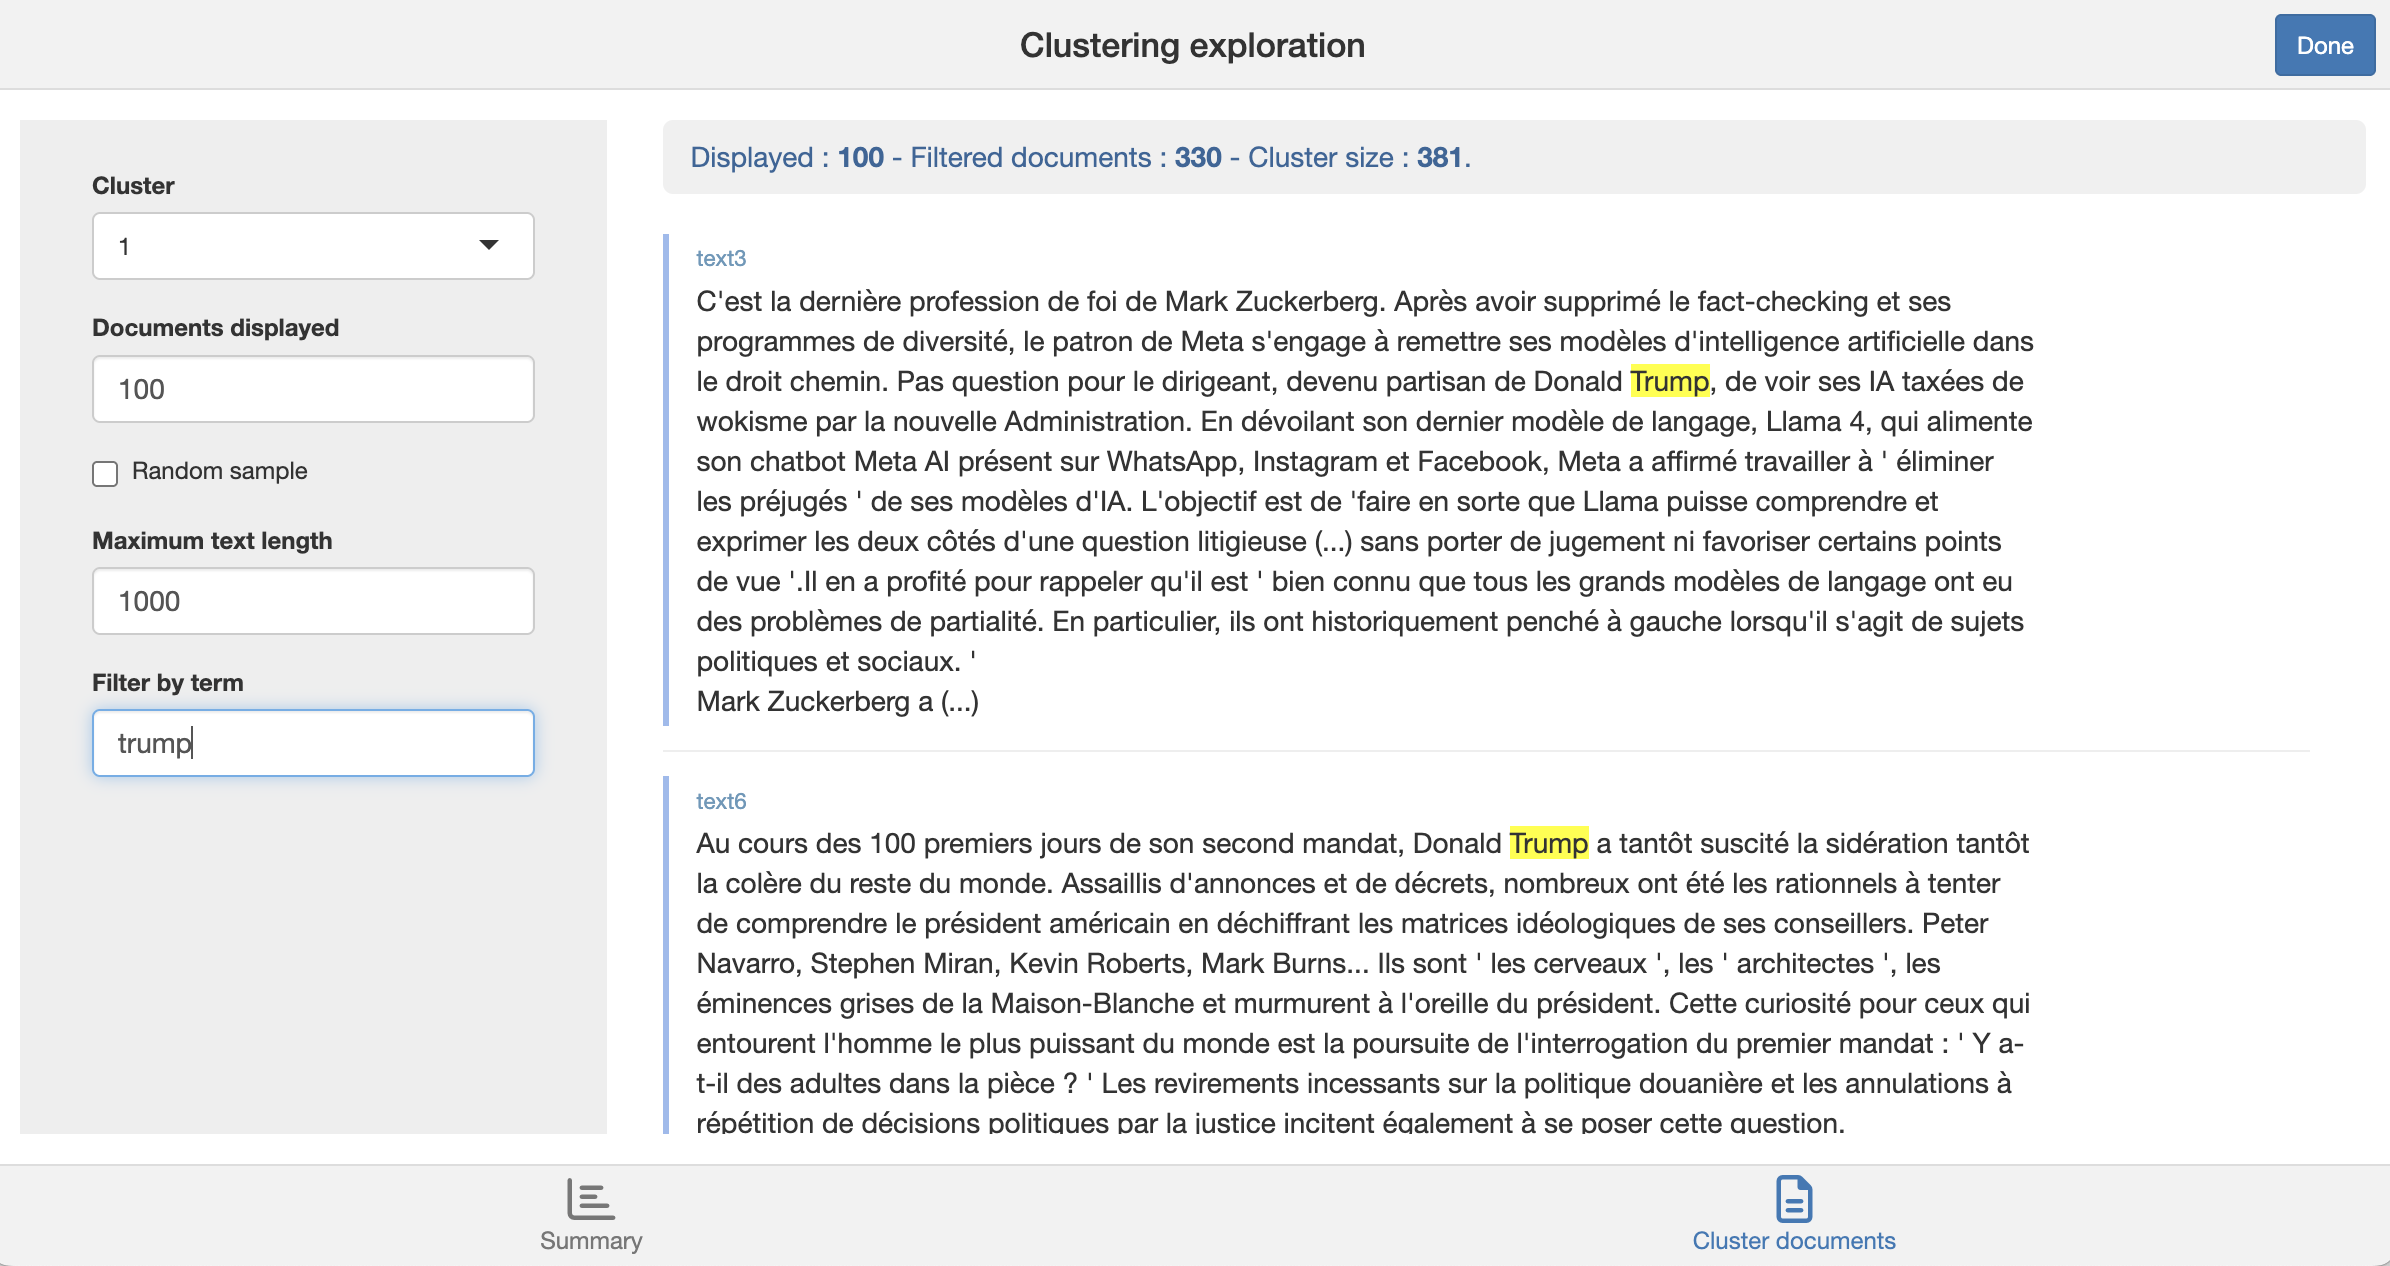 Clustering exploration
Done
Cluster
1
Documents displayed
100
Random sample
Maximum text length
1000
Filter by term
trump
Displayed : 100 - Filtered documents : 330 - Cluster size : 381.
text3
C'est la dernière profession de foi de Mark Zuckerberg. Après avoir supprimé le fact-checking et ses
programmes de diversité, le patron de Meta s'engage à remettre ses modèles d'intelligence artificielle dans
le droit chemin. Pas question pour le dirigeant, devenu partisan de Donald Trump, de voir ses IA taxées de
wokisme par la nouvelle Administration. En dévoilant son dernier modèle de langage, Llama 4, qui alimente
son chatbot Meta AI présent sur WhatsApp, Instagram et Facebook, Meta a affirmé travailler à ' éliminer
les préjugés ' de ses modèles d'IA. L'objectif est de 'faire en sorte que Llama puisse comprendre et
exprimer les deux côtés d'une question litigieuse (...) sans porter de jugement ni favoriser certains points
de vue '.Il en a profité pour rappeler qu'il est ' bien connu que tous les grands modèles de langage ont eu
des problèmes de partialité. En particulier, ils ont historiquement penché à gauche lorsqu'il s'agit de sujets
politiques et sociaux. '
Mark Zuckerberg a (...)
text6
Au cours des 100 premiers jours de son second mandat, Donald Trump a tantôt suscité la sidération tantôt
la colère du reste du monde. Assaillis d'annonces et de décrets, nombreux ont été les rationnels à tenter
de comprendre le président américain en déchiffrant les matrices idéologiques de ses conseillers. Peter
Navarro, Stephen Miran, Kevin Roberts, Mark Burns... Ils sont ' les cerveaux ', les ' architectes ', les
éminences grises de la Maison-Blanche et murmurent à l'oreille du président. Cette curiosité pour ceux qui
entourent l'homme le plus puissant du monde est la poursuite de l'interrogation du premier mandat : ' Y a-
t-il des adultes dans la pièce ? ' Les revirements incessants sur la politique douanière et les annulations à
répétition de décisions politiques par la justice incitent également à se poser cette question.
Summary
Cluster documents